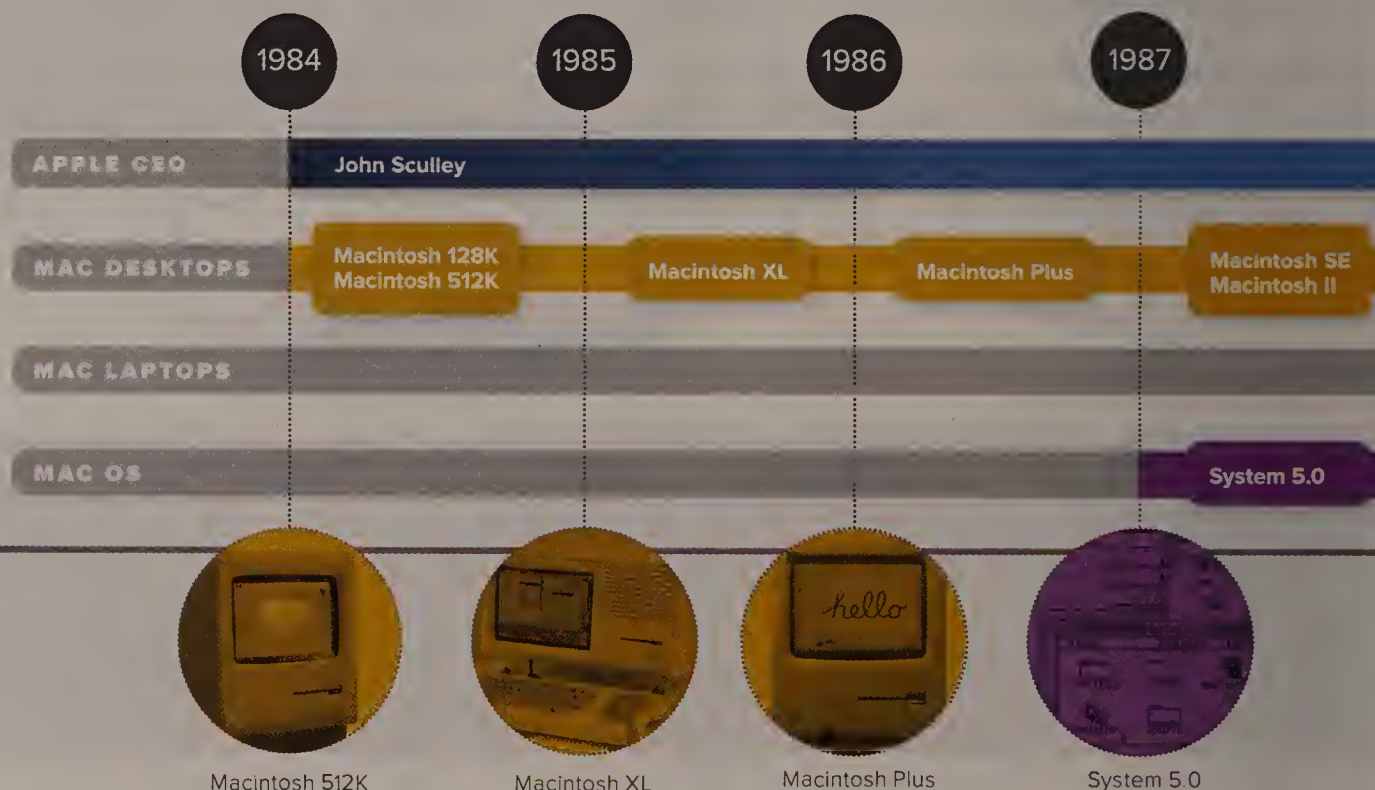 1984
1985
1986
1987
APPLE CEO
John Sculley
MAC DESKTOPS
Macintosh 128K
Macintosh 512K
Macintosh XL
Macintosh Plus
Macintosh SE
Macintosh II
MAC LAPTOPS
MAC OS
System 5.0
hello
Macintosh 512K
Macintosh XL
Macintosh Plus
System 5.0